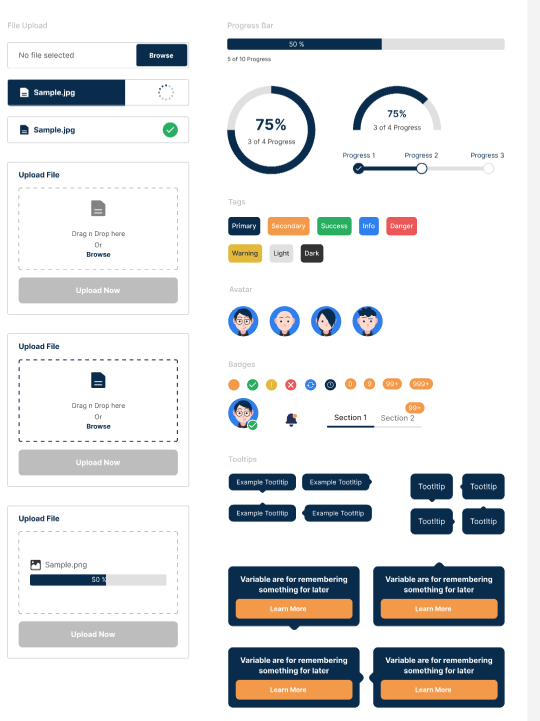 File Upload
No file selected
Browse
Sample.jpg
Sample.jpg
Upload File
Drag n Drop here
Or
Browse
Upload Now
Upload File
Drag n Drop here
Or
Browse
Upload Now
Upload File
Sample.png
50 %
Upload Now
Progress Bar
50 %
5 of 10 Progress
75%
3 of 4 Progress
75%
3 of 4 Progress
Progress 1 Progress 2 Progress 3
Tags
Primary Secondary Success Info Danger
Warning Light Dark
Avatar
Badges
0 9 99+ 999+
99+
Section 1 Section 2
Tooltips
Example Tootltip Example Tootltip Tootltip Tootltip
Example Tootltip Example Tootltip Tootltip Tootltip
Variable are for remembering
something for later
Learn More
Variable are for remembering
something for later
Learn More
Variable are for remembering
something for later
Learn More
Variable are for remembering
something for later
Learn More